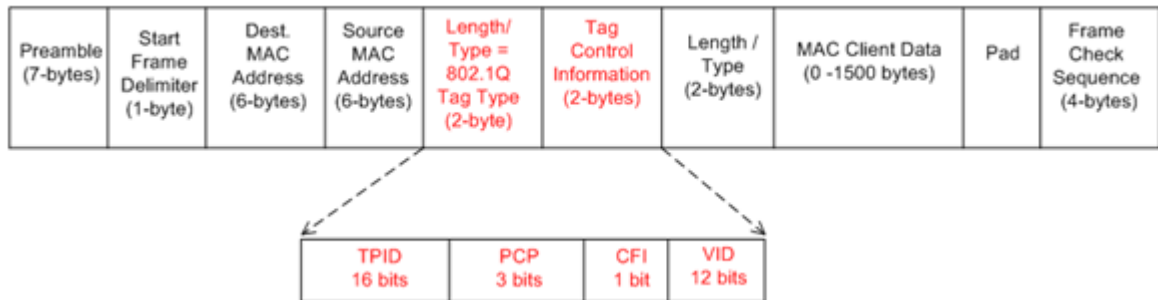 Preamble
(7-bytes)
Start
Frame
Delimiter
(1-byte)
Dest.
MAC
Address
(6-bytes)
Source
MAC
Address
(6-bytes)
Length/
Type =
802.1Q
Tag Type
(2-byte)
Tag
Control
Information
(2-bytes)
Length /
Type
(2-bytes)
MAC Client Data
(0 -1500 bytes)
Pad
Frame
Check
Sequence
(4-bytes)
TPID
16 bits
PCP
3 bits
CFI
1 bit
VID
12 bits